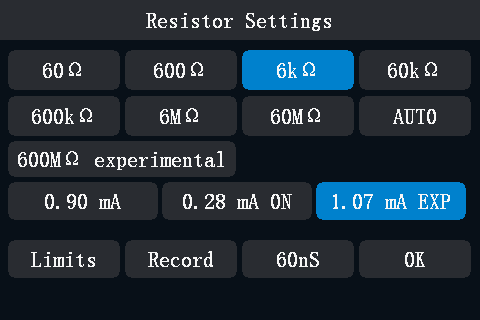 Resistor Settings
60Ω 600Ω 6kΩ 60kΩ
600kΩ 6MΩ 60MΩ AUTO
600MΩ experimental
0.90 mA 0.28 mA ON 1.07 mA EXP
Limits Record 60nS OK